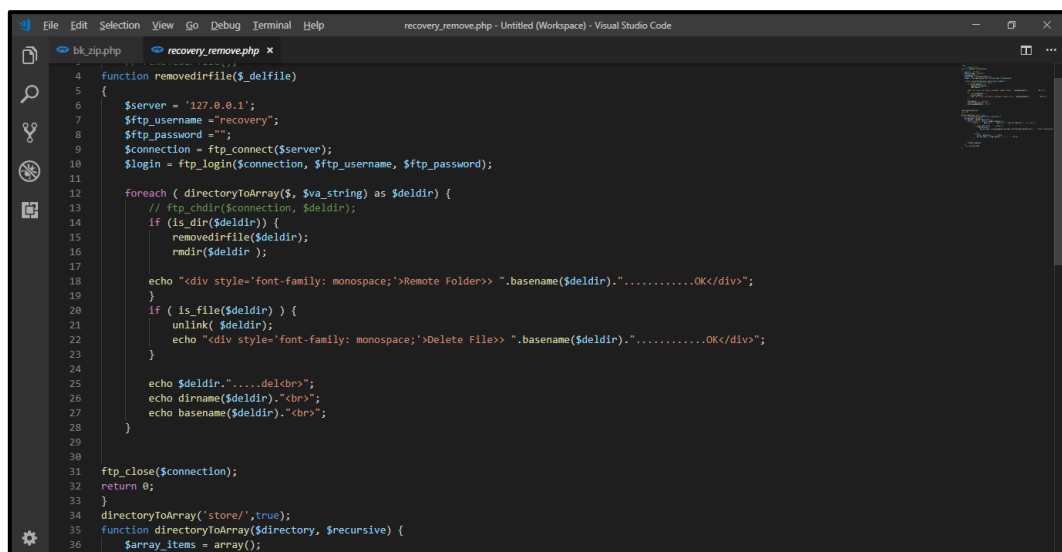 File Edit Selection View Go Debug Terminal Help recovery_remove.php - Untitled (Workspace) - Visual Studio Code
bk_zip.php recovery_remove.php ×
3
4 function removedirfile($_delfile)
5 {
6 $server = '127.0.0.1';
7 $ftp_username ="recovery";
8 $ftp_password ="";
9 $connection = ftp_connect($server);
10 $login = ftp_login($connection, $ftp_username, $ftp_password);
11
12 foreach ( directoryToArray($, $va_string) as $deldir) {
13 // ftp_chdir($connection, $deldir);
14 if (is_dir($deldir)) {
15 removedirfile($deldir);
16 rmdir($deldir );
17
18 echo "<div style='font-family: monospace;'>Remote Folder>> ".basename($deldir)."............OK</div>";
19 }
20 if ( is_file($deldir) ) {
21 unlink( $deldir);
22 echo "<div style='font-family: monospace;'>Delete File>> ".basename($deldir)."............OK</div>";
23 }
24
25 echo $deldir.".....del<br>";
26 echo dirname($deldir)."<br>";
27 echo basename($deldir)."<br>";
28 }
29
30
31 ftp_close($connection);
32 return 0;
33 }
34 directoryToArray('store/',true);
35 function directoryToArray($directory, $recursive) {
36 $array_items = array();